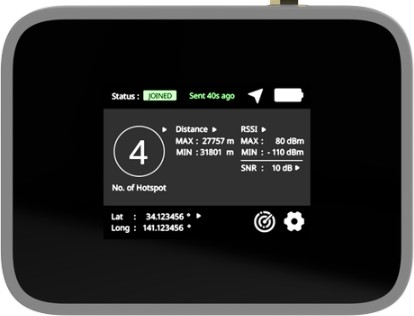 Status : JOINED Sent 40s ago
Distance RSSI
MAX : 27757 m MAX : 80 dBm
MIN : 31801 m MIN : - 110 dBm
SNR : 10 dB
4
No. of Hotspot
Lat : 34.123456 °
Long : 141.123456 °